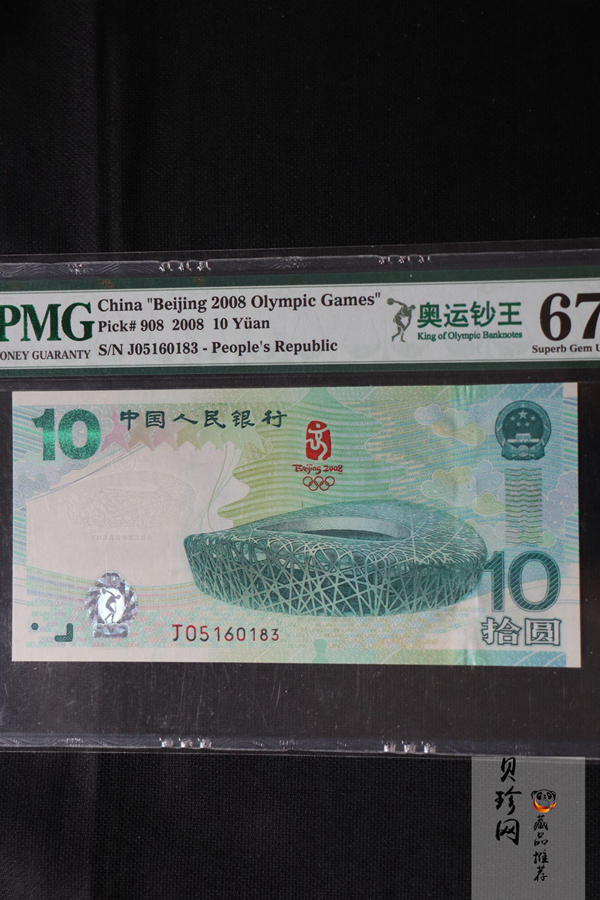 PMG
ONEY GUARANTY
China "Beijing 2008 Olympic Games"
Pick# 908 2008 10 Yüan
S/N J05160183 - People's Republic
奥运钞王
King of Olympic Banknotes
67
Superb Gem U
10
中国人民银行
Beijing 2008
J05160183
10
拾圆
贝珍网
藏品推荐